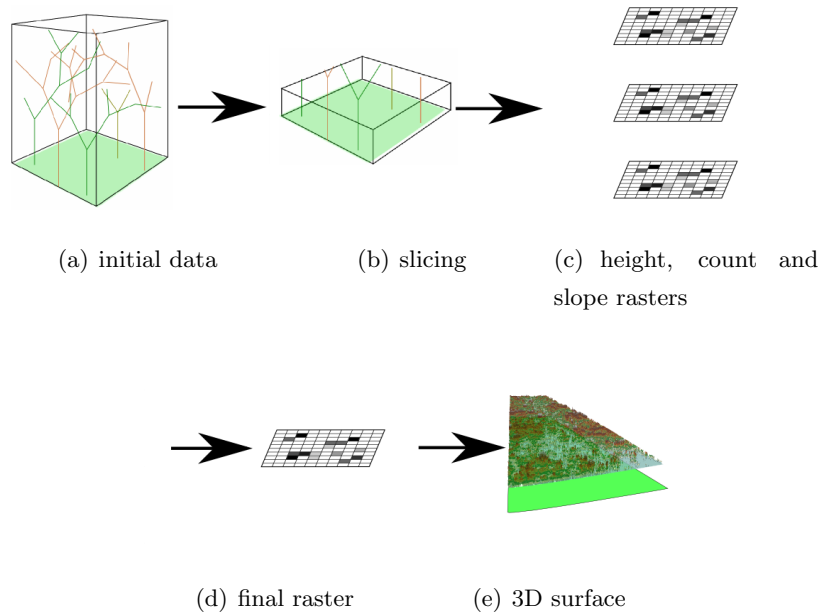 (a) initial data
(b) slicing
(c) height, count and
slope rasters
(d) final raster
(e) 3D surface